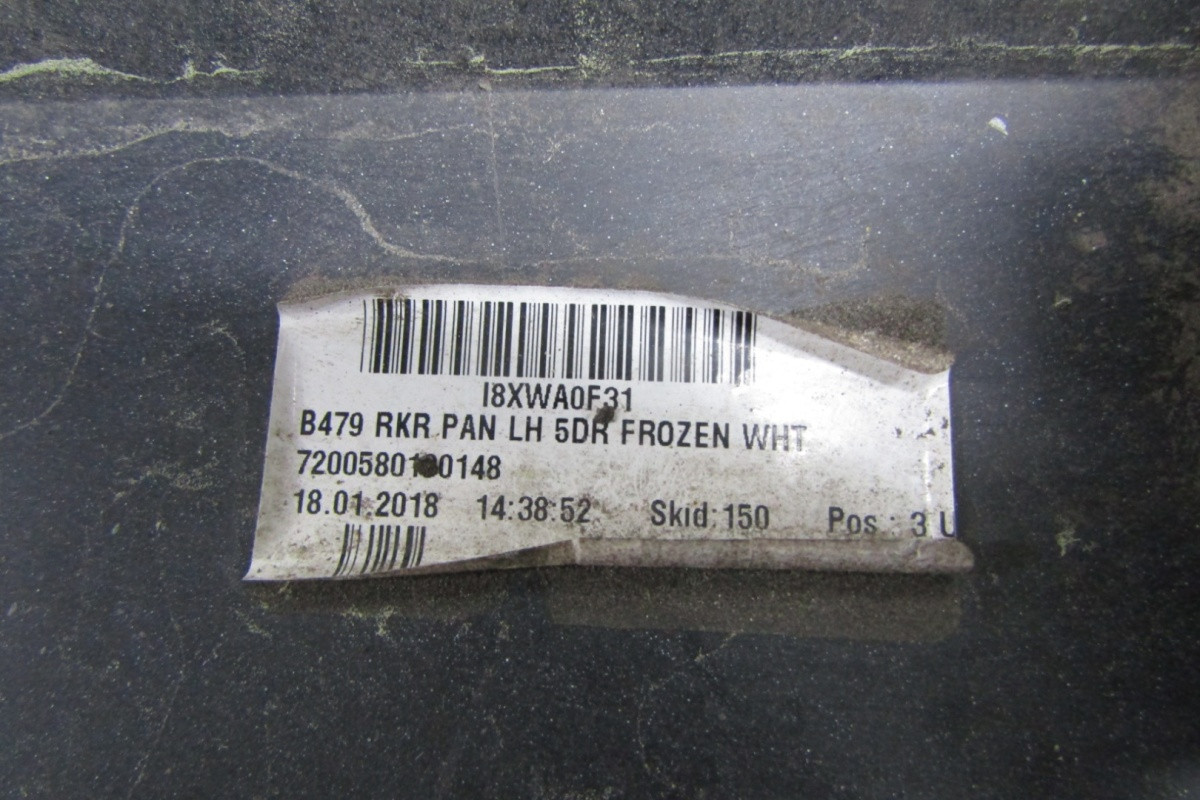 I8XWA0F31
B479 RKR PAN LH 5DR FROZEN WHT
18.01.2018 14:38:52 Skid:150 Pos : 3 U